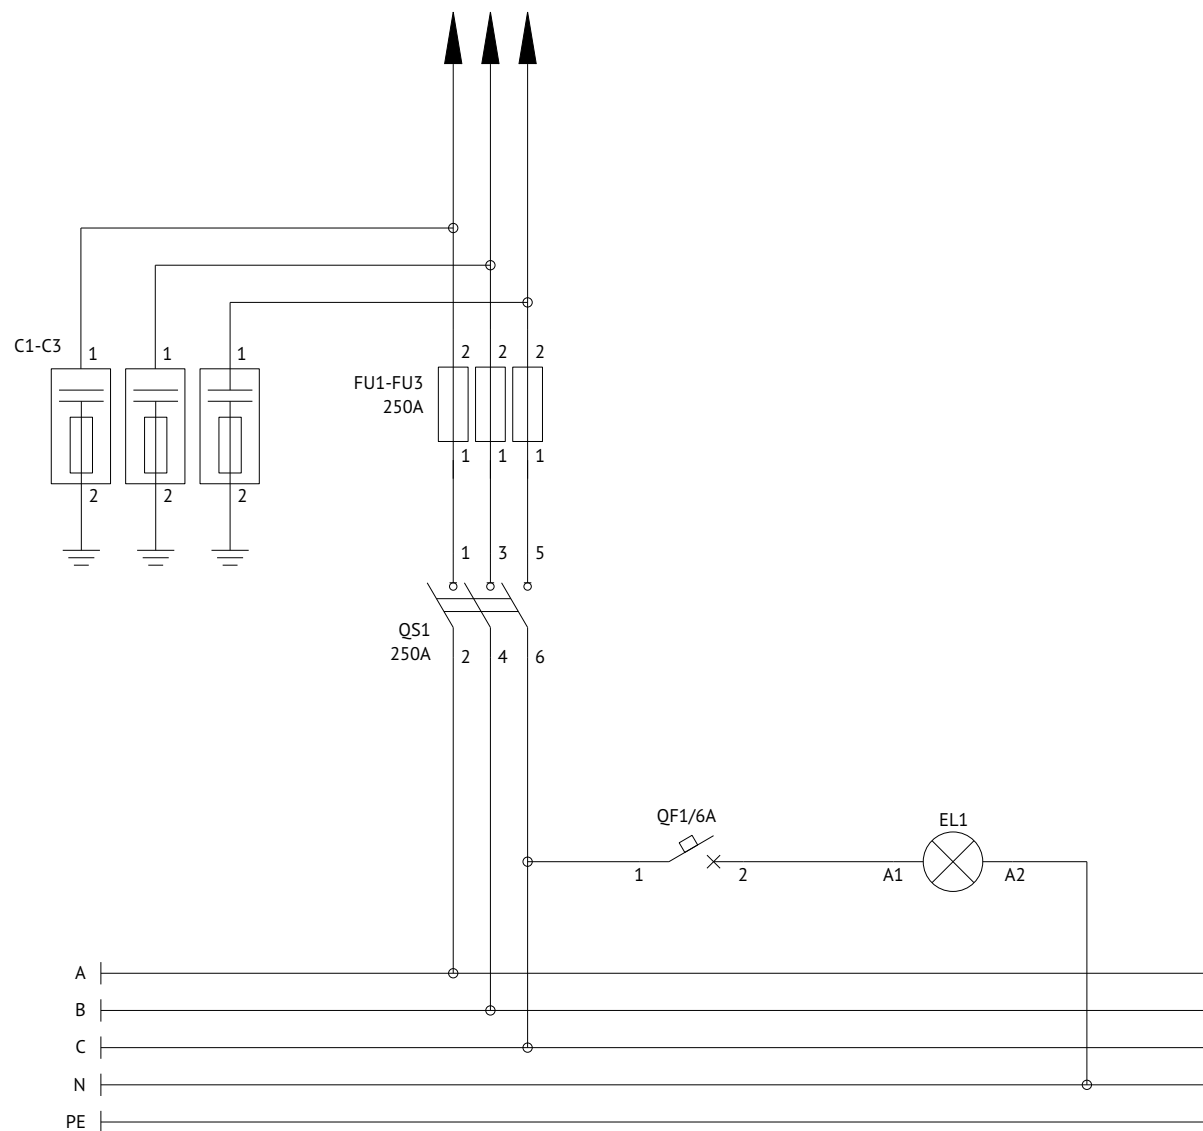 C1-C3
1 1 1
2 2 2
FU1-FU3
250A
2 2 2
1 1 1
1 3 5
QS1
250A
2 4 6
QF1/6A
1 2
EL1
A1 A2
A
B
C
N
PE